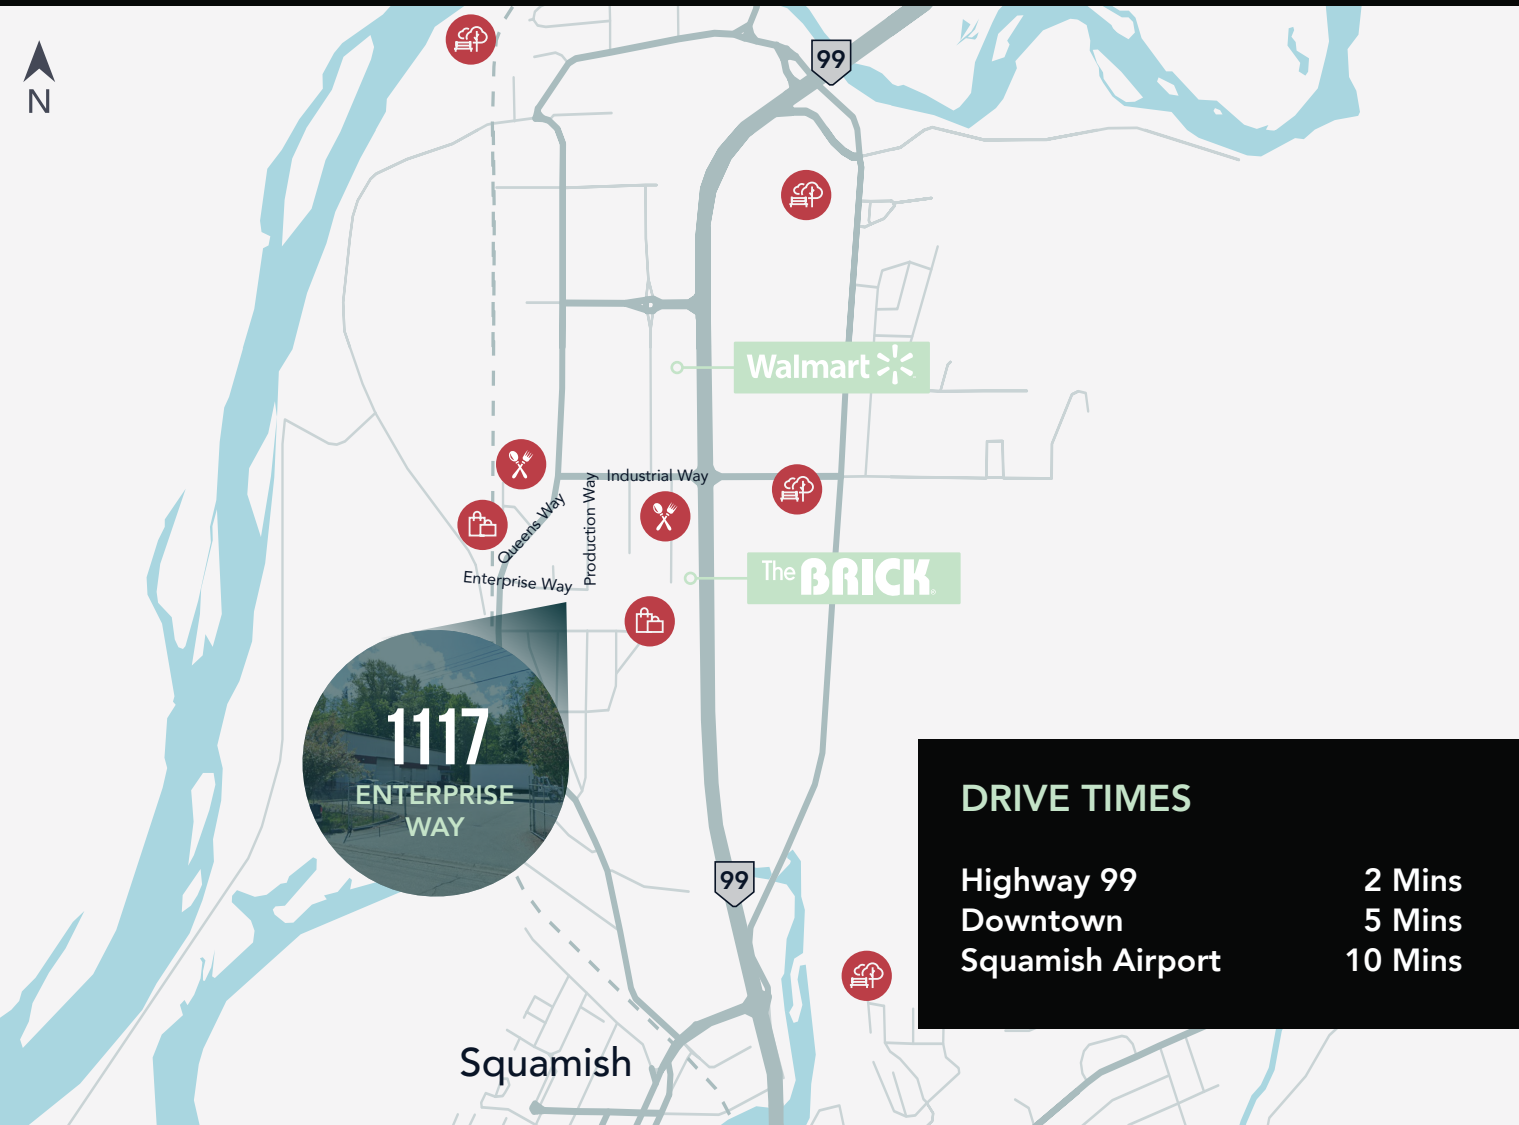 99
N
Walmart
Industrial Way
Production Way
Queens Way
Enterprise Way
The BRICK
1117
ENTERPRISE
WAY
99
DRIVE TIMES
Highway 99 2 Mins
Downtown 5 Mins
Squamish Airport 10 Mins
Squamish